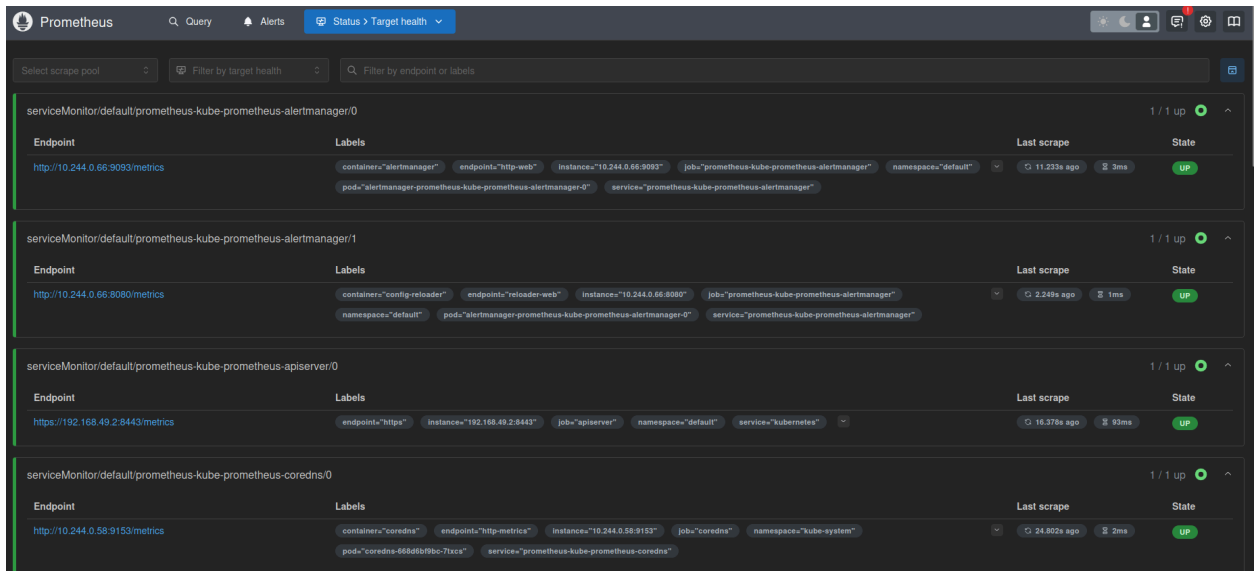 Prometheus Query Alerts Status > Target health
Select scrape pool Filter by target health Filter by endpoint or labels
serviceMonitor/default/prometheus-kube-prometheus-alertmanager/0 1 / 1 up
Endpoint Labels Last scrape State
http://10.244.0.66:9093/metrics container="alertmanager" endpoint="http-web" instance="10.244.0.66:9093" job="prometheus-kube-prometheus-alertmanager" namespace="default" 11.233s ago 3ms UP
pod="alertmanager-prometheus-kube-prometheus-alertmanager-0" service="prometheus-kube-prometheus-alertmanager"
serviceMonitor/default/prometheus-kube-prometheus-alertmanager/1 1 / 1 up
Endpoint Labels Last scrape State
http://10.244.0.66:8080/metrics container="config-reloader" endpoint="reloader-web" instance="10.244.0.66:8080" job="prometheus-kube-prometheus-alertmanager" 2.249s ago 1ms UP
namespace="default" pod="alertmanager-prometheus-kube-prometheus-alertmanager-0" service="prometheus-kube-prometheus-alertmanager"
serviceMonitor/default/prometheus-kube-prometheus-apiserver/0 1 / 1 up
Endpoint Labels Last scrape State
https://192.168.49.2:8443/metrics endpoint="https" instance="192.168.49.2:8443" job="apiserver" namespace="default" service="kubernetes" 16.378s ago 93ms UP
serviceMonitor/default/prometheus-kube-prometheus-coredns/0 1 / 1 up
Endpoint Labels Last scrape State
http://10.244.0.58:9153/metrics container="coredns" endpoint="http-metrics" instance="10.244.0.58:9153" job="coredns" namespace="kube-system" 24.802s ago 2ms UP
pod="coredns-668d6bf9bc-7txcs" service="prometheus-kube-prometheus-coredns"